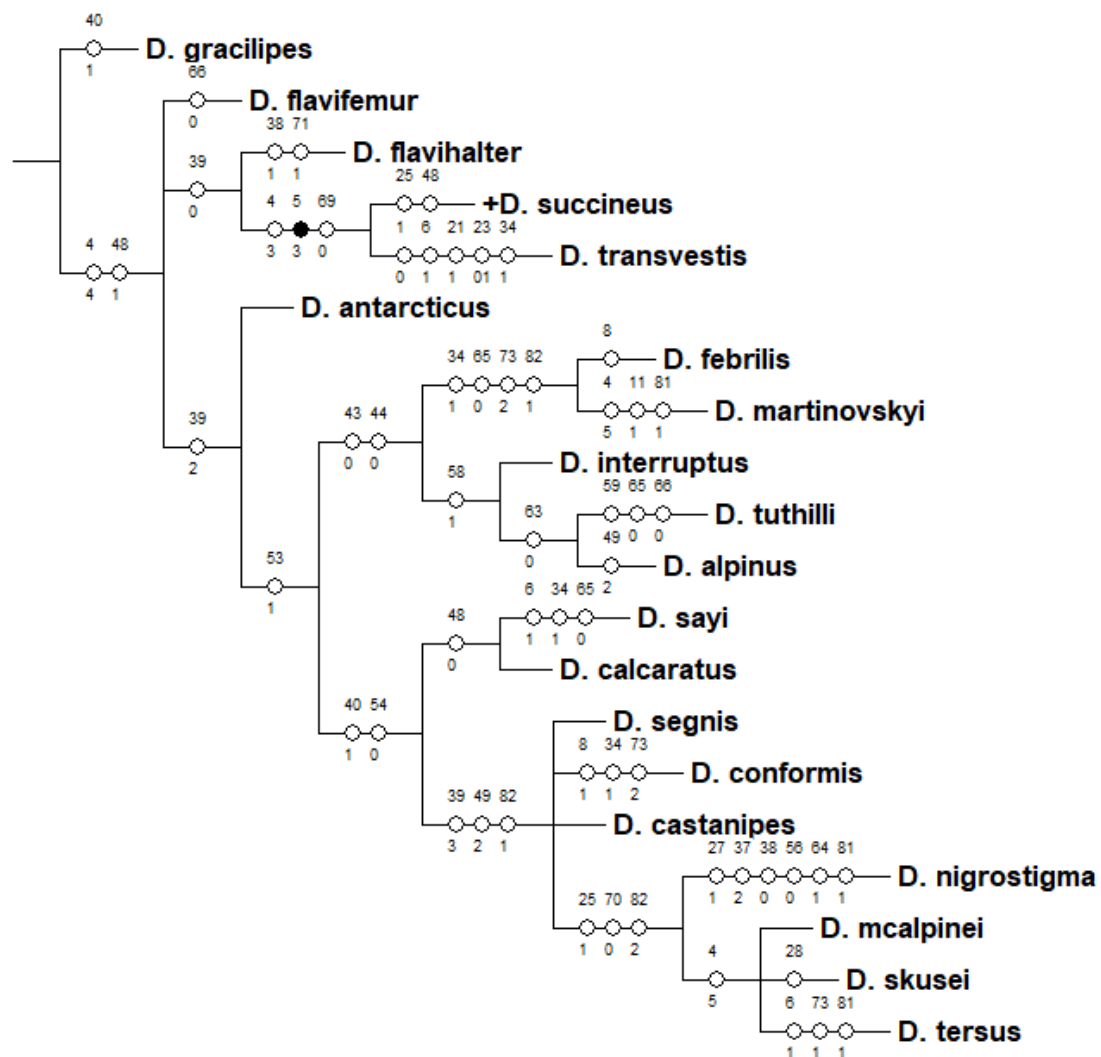 40
1
D. gracilipes
66
0
D. flavifemur
38 71
1 1
D. flavihalter
39
0
25 48
1 6
+D. succineus
4 5 69
3 3 0
21 23 34
0 1 1 01 1
D. transvestis
4 48
4 1
D. antarcticus
8
D. febrilis
34 65 73 82
1 0 2 1
4 11 81
5 1 1
D. martinovskyi
43 44
0 0
39
2
D. interruptus
58
1
59 65 66
0 0
D. tuthilli
63
0
49
2
D. alpinus
53
1
6 34 65
1 1 0
D. sayi
48
0
D. calcaratus
40 54
1 0
D. segnis
8 34 73
1 1 2
D. conformis
39 49 82
3 2 1
D. castanipes
27 37 38 56 64 81
1 2 0 0 1 1
D. nigrostigma
25 70 82
1 0 2
D. mcalpinei
4
5
28
D. skusei
6 73 81
1 1 1
D. tersus